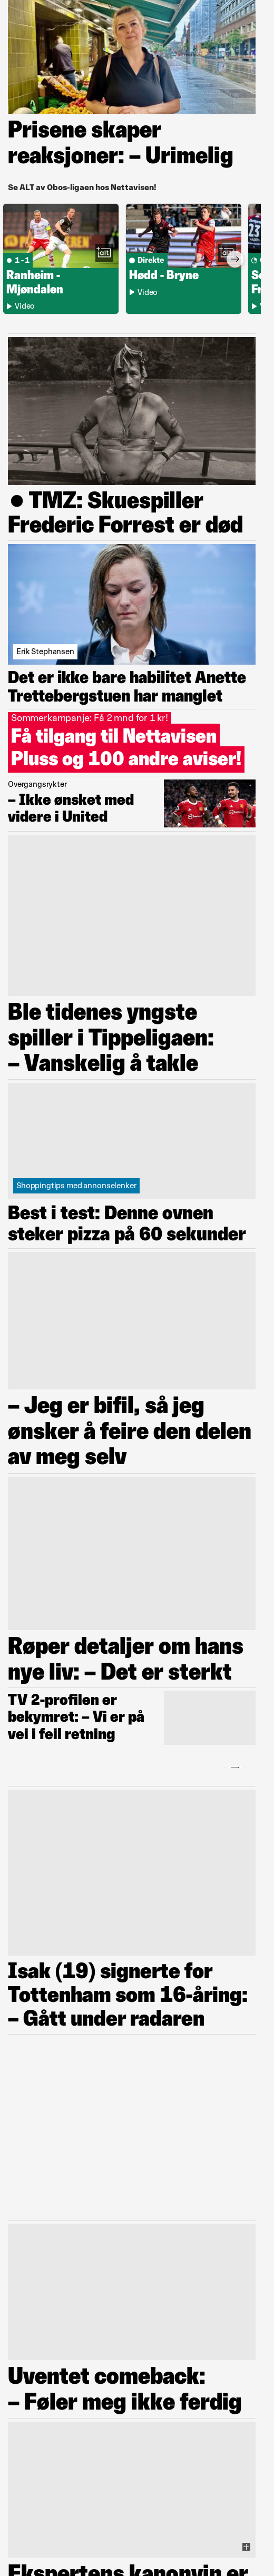 Prisene skaper
reaksjoner: – Urimelig
Se ALT av Obos-ligaen hos Nettavisen!
alt
1 - 1
Ranheim -
Mjøndalen
Video
alt
Direkte
Hødd - Bryne
Video
TMZ: Skuespiller
Frederic Forrest er død
Erik Stephansen
Det er ikke bare habilitet Anette
Trettebergstuen har manglet
Sommerkampanje: Få 2 mnd for 1 kr!
Få tilgang til Nettavisen
Pluss og 100 andre aviser!
Overgangsrykter
– Ikke ønsket med
videre i United
Ble tidenes yngste
spiller i Tippeligaen:
– Vanskelig å takle
Shoppingtips med annonselenker
Best i test: Denne ovnen
steker pizza på 60 sekunder
– Jeg er bifil, så jeg
ønsker å feire den delen
av meg selv
Røper detaljer om hans
nye liv: – Det er sterkt
TV 2-profilen er
bekymret: – Vi er på
vei i feil retning
Isak (19) signerte for
Tottenham som 16-åring:
– Gått under radaren
Uventet comeback:
– Føler meg ikke ferdig
Ekspertens kanonvin er